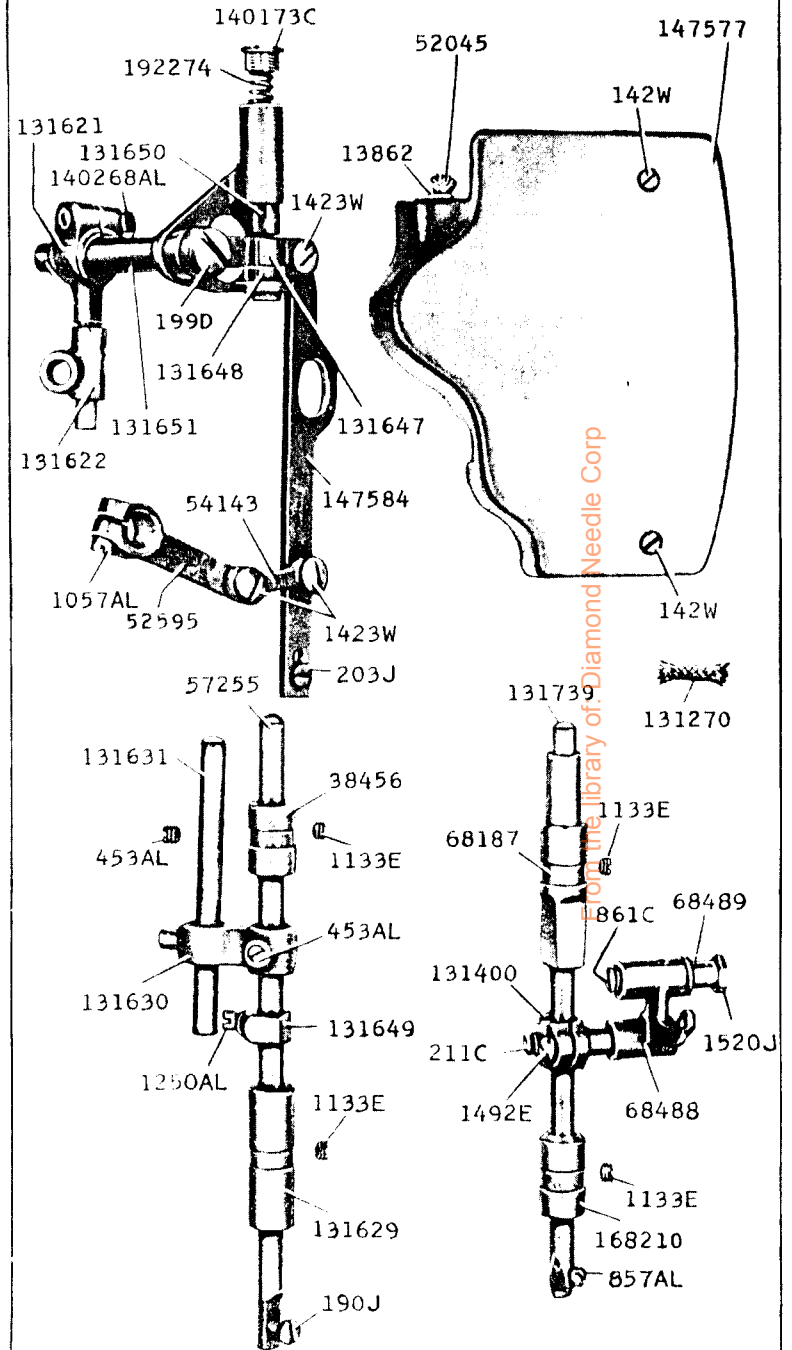 140173C
52045
147577
192274
142W
131621
131650
13862
140268AL
1423W
199D
131648
131647
131651
131622
54143
147584
1057AL
52595
1423W
142W
203J
57255
131739
131270
131631
38456
1133E
453AL
1133E
68187
453AL
861C
68489
131630
131400
131649
211C
1520J
1250AL
1133E
1492E
68488
1133E
131629
168210
857AL
190J
From the library of: Diamond Needle Corp